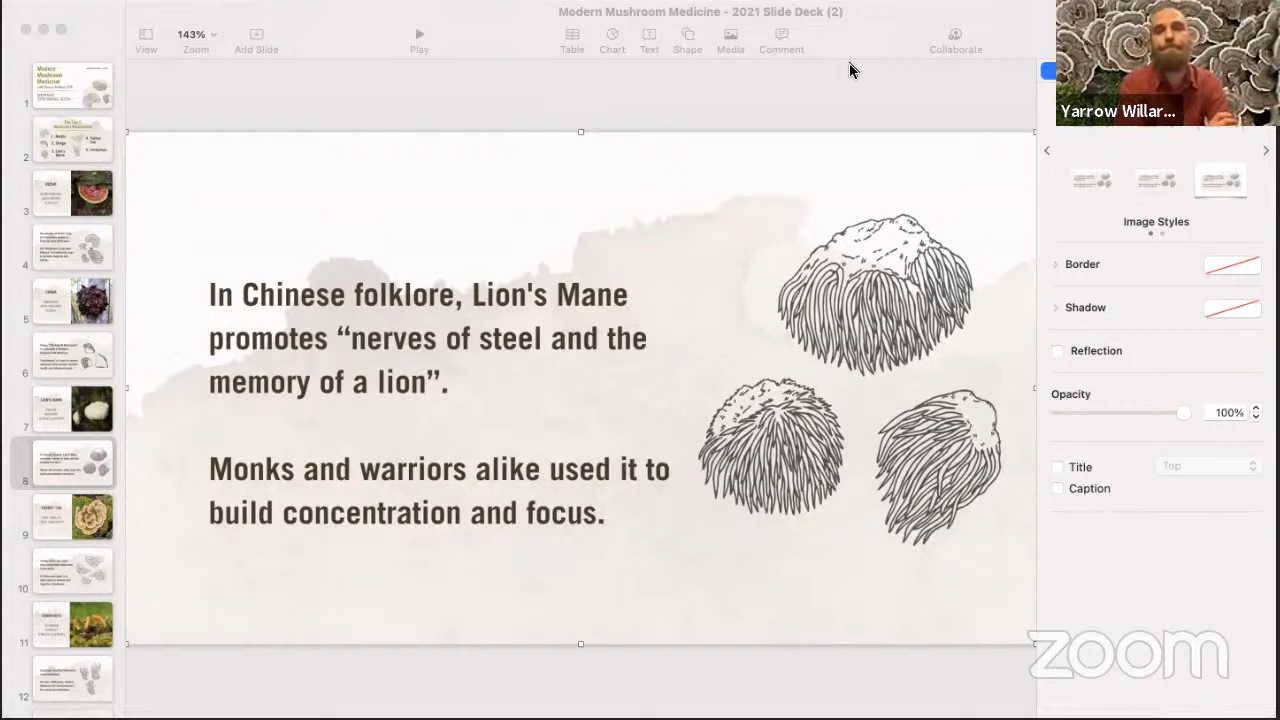 Modern Mushroom Medicine - 2021 Slide Deck (2)
143%
View
Zoom
Add Slide
Play
Table
Chart
Text
Shape
Media
Comment
Collaborate
Yarrow Willar...
1
2
3
4
5
6
7
8
9
10
11
12
In Chinese folklore, Lion's Mane
promotes “nerves of steel and the
memory of a lion”.
Monks and warriors alike used it to
build concentration and focus.
Image Styles
Border
Shadow
Reflection
Opacity
100%
Title
Top
Caption
zoom